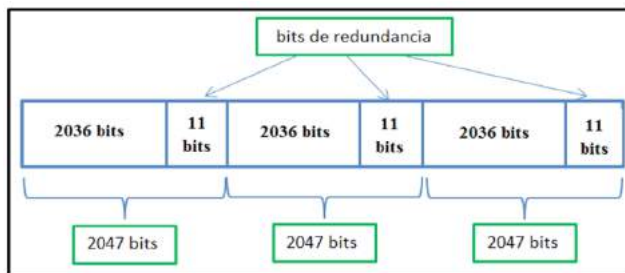 bits de redundancia
2036 bits
11
bits
2036 bits
11
bits
2036 bits
11
bits
2047 bits
2047 bits
2047 bits